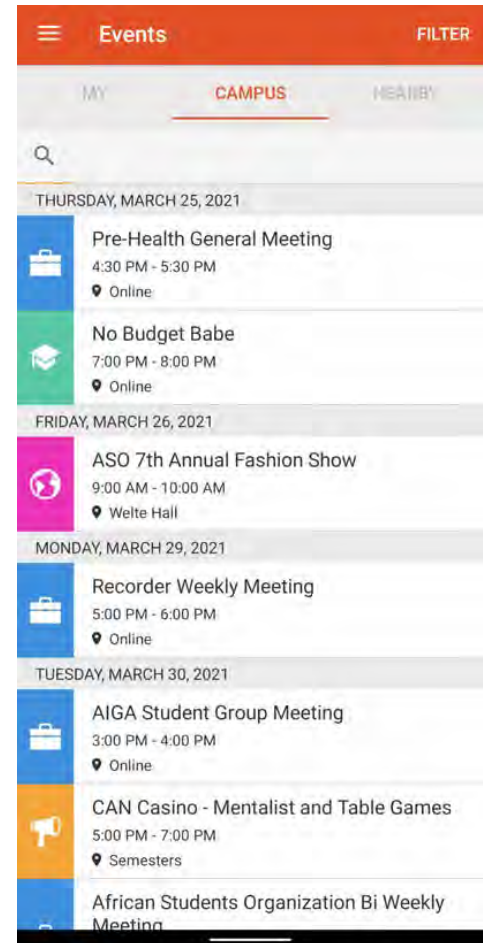 Events FILTER
MY CAMPUS NEARBY
THURSDAY, MARCH 25, 2021
Pre-Health General Meeting
4:30 PM - 5:30 PM
Online
No Budget Babe
7:00 PM - 8:00 PM
Online
FRIDAY, MARCH 26, 2021
ASO 7th Annual Fashion Show
9:00 AM - 10:00 AM
Welte Hall
MONDAY, MARCH 29, 2021
Recorder Weekly Meeting
5:00 PM - 6:00 PM
Online
TUESDAY, MARCH 30, 2021
AIGA Student Group Meeting
3:00 PM - 4:00 PM
Online
CAN Casino - Mentalist and Table Games
5:00 PM - 7:00 PM
Semesters
African Students Organization Bi Weekly
Meeting